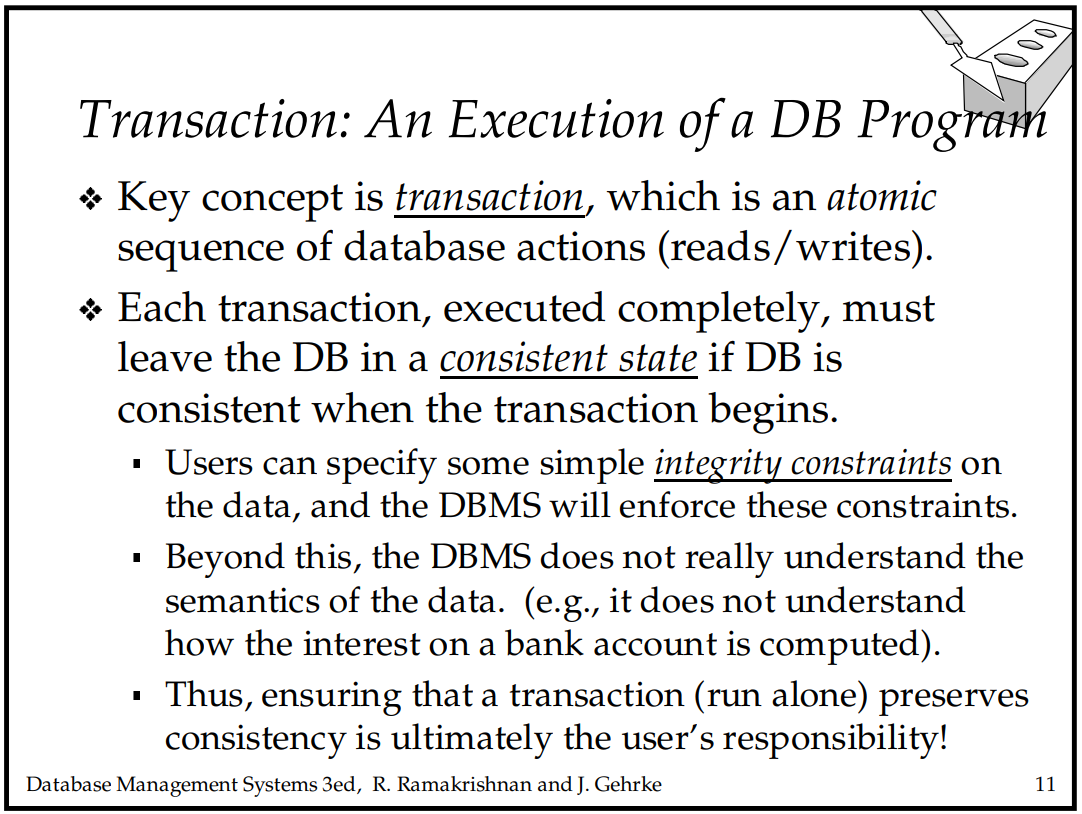 Transaction: An Execution of a DB Program
❖ Key concept is transaction, which is an atomic
sequence of database actions (reads/writes).
❖ Each transaction, executed completely, must
leave the DB in a consistent state if DB is
consistent when the transaction begins.
▪ Users can specify some simple integrity constraints on
the data, and the DBMS will enforce these constraints.
▪ Beyond this, the DBMS does not really understand the
semantics of the data.  (e.g., it does not understand
how the interest on a bank account is computed).
▪ Thus, ensuring that a transaction (run alone) preserves
consistency is ultimately the user’s responsibility!
Database Management Systems 3ed,  R. Ramakrishnan and J. Gehrke 11